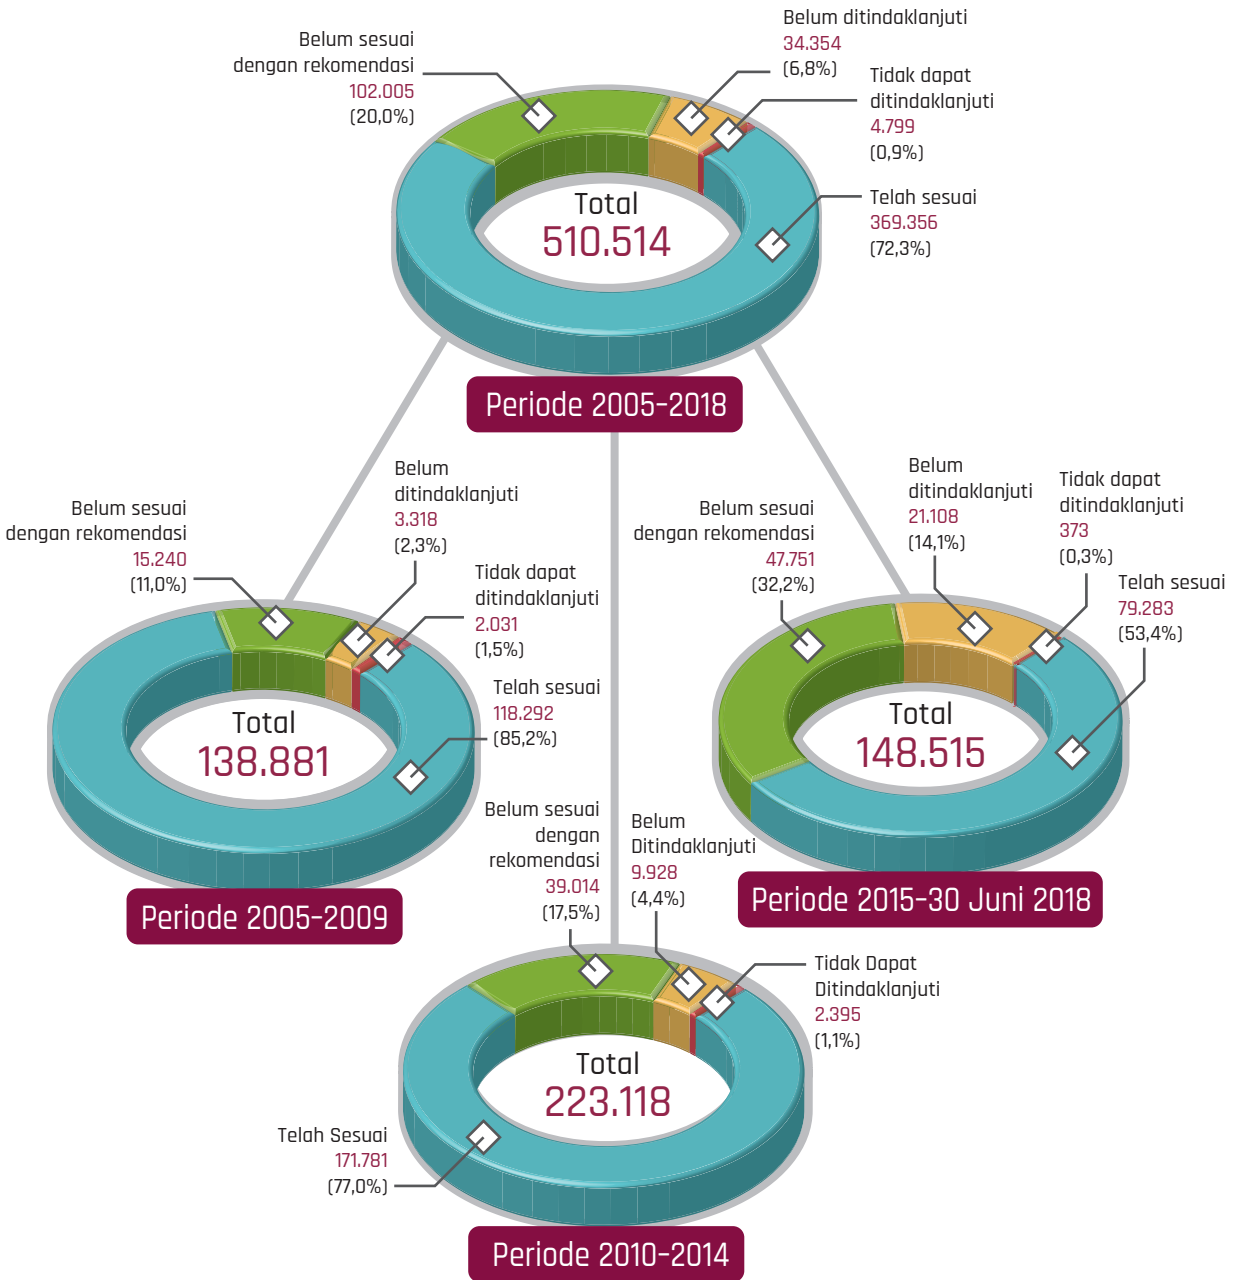 Belum sesuai
dengan rekomendasi
102.005
(20,0%)
Belum ditindaklanjuti
34.354
(6,8%)
Tidak dapat
ditindaklanjuti
4.799
(0,9%)
Telah sesuai
369.356
(72,3%)
Total
510.514
Periode 2005–2018
Belum sesuai
dengan rekomendasi
15.240
(11,0%)
Belum
ditindaklanjuti
3.318
(2,3%)
Tidak dapat
ditindaklanjuti
2.031
(1,5%)
Telah sesuai
118.292
(85,2%)
Total
138.881
Periode 2005–2009
Belum sesuai
dengan rekomendasi
47.751
(32,2%)
Belum
ditindaklanjuti
21.108
(14,1%)
Tidak dapat
ditindaklanjuti
373
(0,3%)
Telah sesuai
79.283
(53,4%)
Total
148.515
Periode 2015–30 Juni 2018
Belum sesuai
dengan
rekomendasi
39.014
(17,5%)
Belum
Ditindaklanjuti
9.928
(4,4%)
Tidak Dapat
Ditindaklanjuti
2.395
(1,1%)
Total
223.118
Telah Sesuai
171.781
(77,0%)
Periode 2010–2014